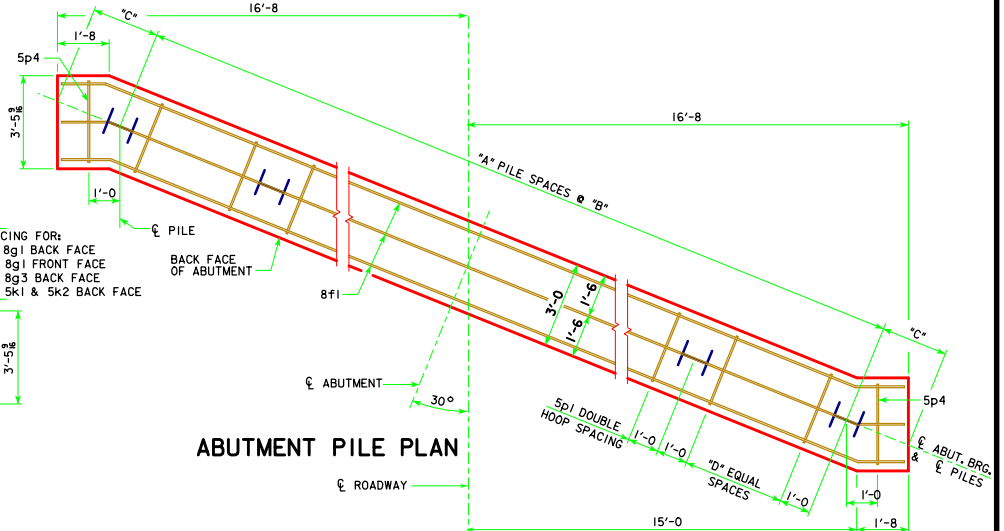 16'-8
"C"
1'-8
5p4
16'-8
3'-5 9/16
"A" PILE SPACES @ "B"
1'-0
℄ PILE
CING FOR:
8g1 BACK FACE
8g1 FRONT FACE
8g3 BACK FACE
5k1 & 5k2 BACK FACE
BACK FACE
OF ABUTMENT
8f1
3'-0
1'-6
1'-6
"C"
3'-5 9/16
℄ ABUTMENT
30°
5p4
5p1 DOUBLE
HOOP SPACING
1'-0
1'-0
"D" EQUAL
SPACES
1'-0
1'-0
℄ ABUT. BRG.
& ℄ PILES
ABUTMENT PILE PLAN
℄ ROADWAY
15'-0
1'-8